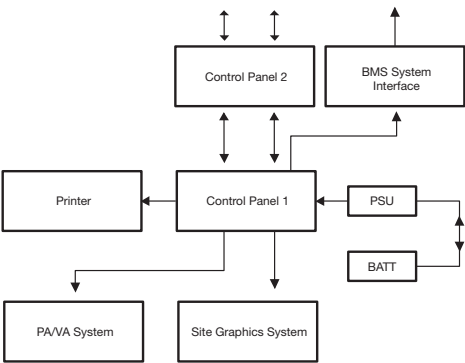 Control Panel 2
BMS System
Interface
Printer
Control Panel 1
PSU
BATT
PA/VA System
Site Graphics System